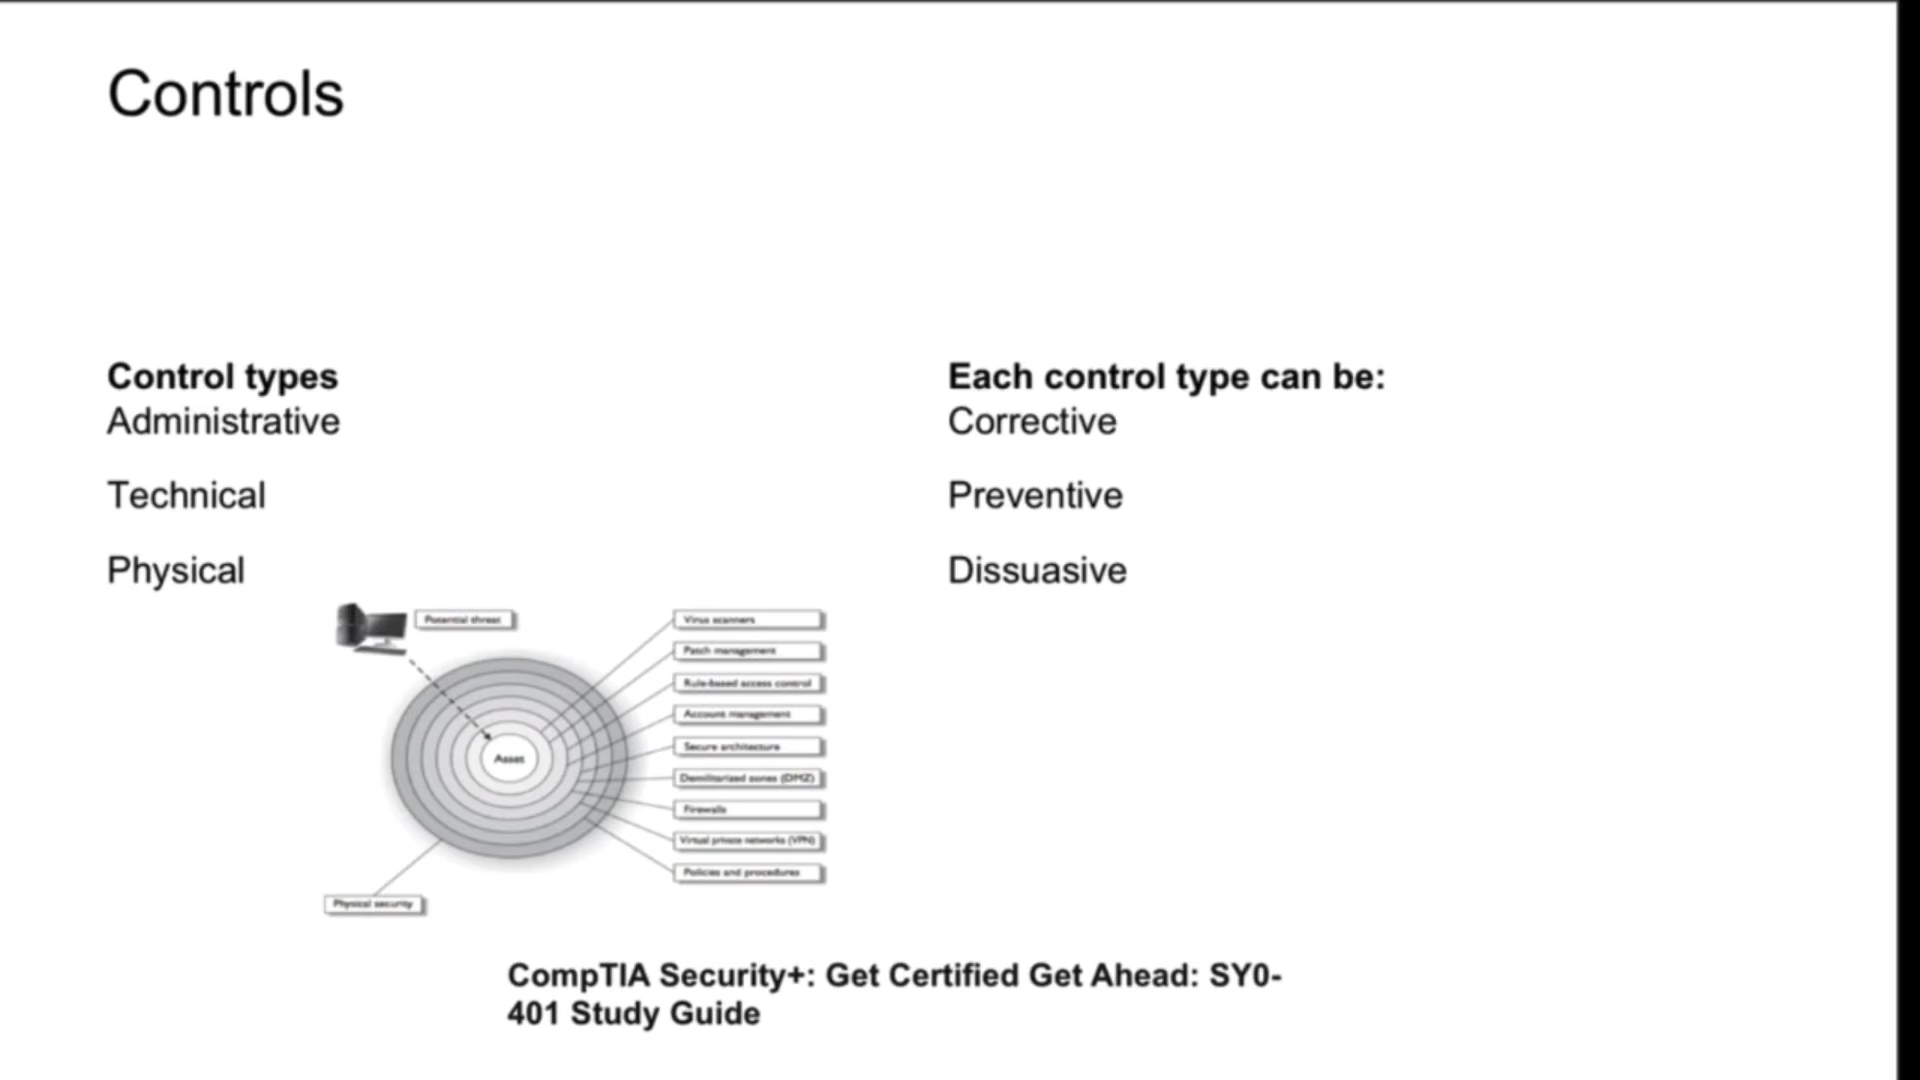 Controls
Control types
Administrative
Technical
Physical
Each control type can be:
Corrective
Preventive
Dissuasive
Potential threat
Asset
Physical security
Virus scanners
Patch management
Rule-based access control
Account management
Secure architecture
Demilitarized zones (DMZ)
Firewalls
Virtual private networks (VPN)
Policies and procedures
CompTIA Security+: Get Certified Get Ahead: SY0-
401 Study Guide